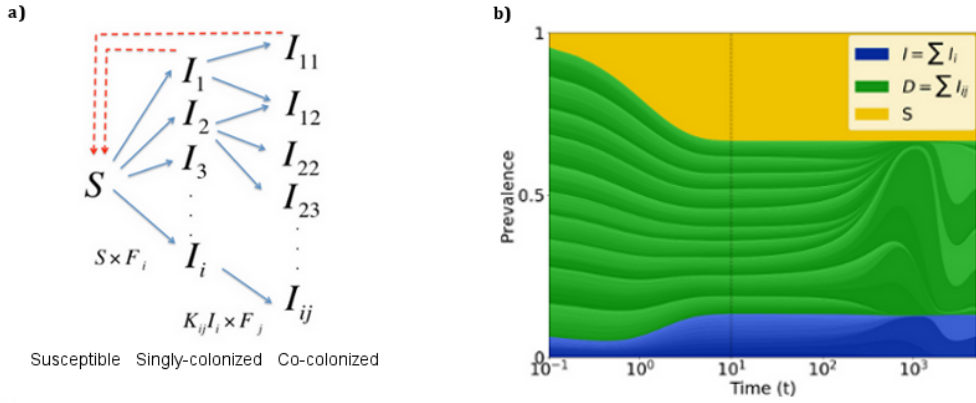 a)
I₁₁
I₁
I₁₂
I₂
I₂₂
I₃
S
I₂₃
S × Fᵢ
Iᵢ
Kᵢⱼ Iᵢ × Fⱼ
Iᵢⱼ
Susceptible Singly-colonized Co-colonized
b)
I = ∑ Iᵢ
D = ∑ Iᵢⱼ
S
Prevalence
1
0.5
0
10⁻¹ 10⁰ 10¹ 10² 10³
Time (t)